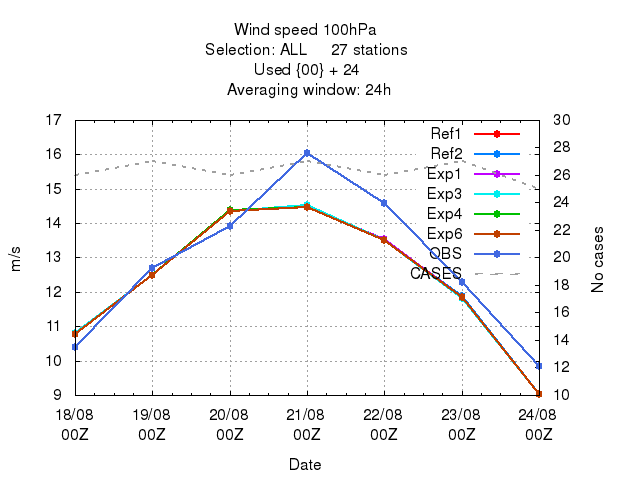 Wind speed 100hPa
Selection: ALL 27 stations
Used {00} + 24
Averaging window: 24h
17 30
16 28
15 26
14 24
13 22
12 20
11 18
10 16
9 14
12
10
m/s
No cases
Ref1
Ref2
Exp1
Exp3
Exp4
Exp6
OBS
CASES
18/08 19/08 20/08 21/08 22/08 23/08 24/08
00Z 00Z 00Z 00Z 00Z 00Z 00Z
Date